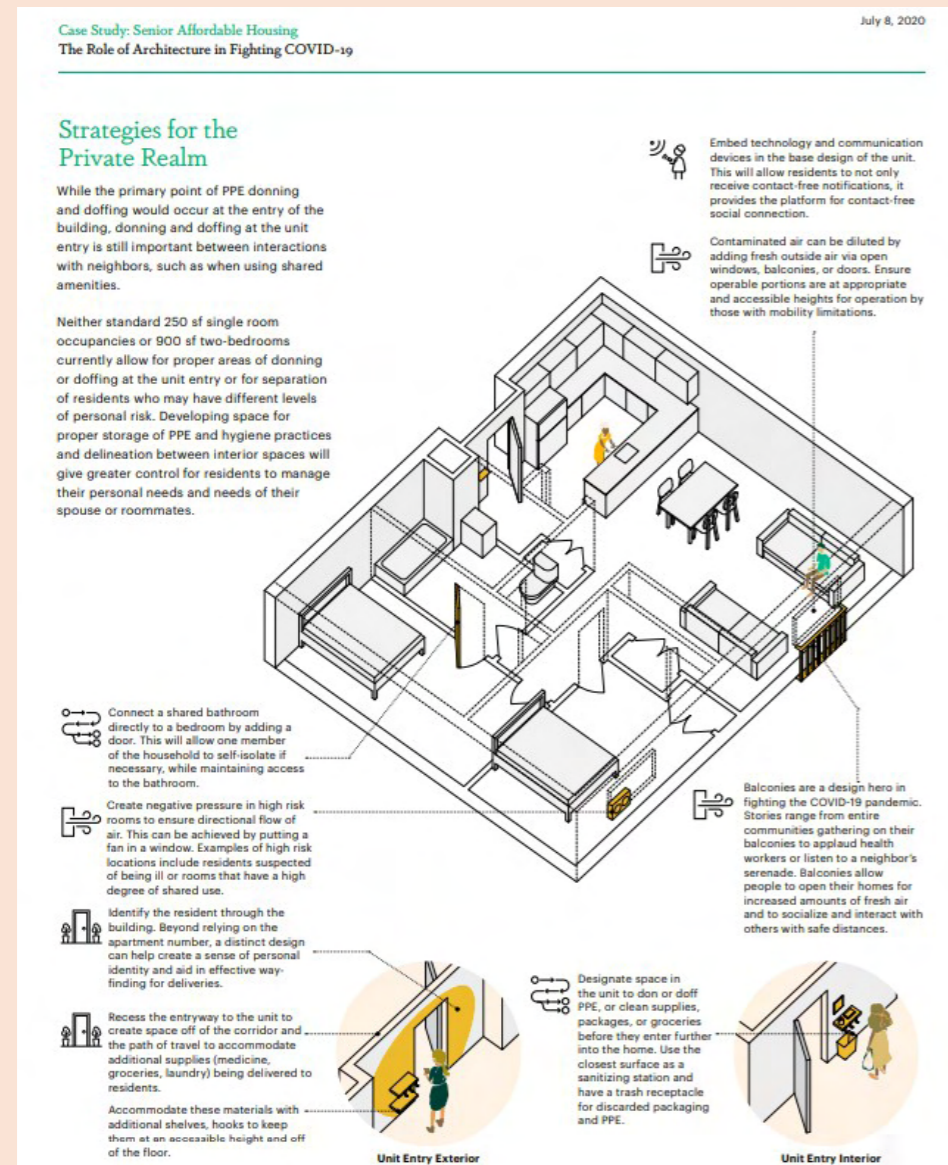 Case Study: Senior Affordable Housing
The Role of Architecture in Fighting COVID-19
July 8, 2020
Strategies for the
Private Realm
While the primary point of PPE donning
and doffing would occur at the entry of the
building, donning and doffing at the unit
entry is still important between interactions
with neighbors, such as when using shared
amenities.
Neither standard 250 sf single room
occupancies or 900 sf two-bedrooms
currently allow for proper areas of donning
or doffing at the unit entry or for separation
of residents who may have different levels
of personal risk. Developing space for
proper storage of PPE and hygiene practices
and delineation between interior spaces will
give greater control for residents to manage
their personal needs and needs of their
spouse or roommates.
Embed technology and communication
devices in the base design of the unit.
This will allow residents to not only
receive contact-free notifications, it
provides the platform for contact-free
social connection.
Contaminated air can be diluted by
adding fresh outside air via open
windows, balconies, or doors. Ensure
operable portions are at appropriate
and accessible heights for operation by
those with mobility limitations.
Connect a shared bathroom
directly to a bedroom by adding a
door. This will allow one member
of the household to self-isolate if
necessary, while maintaining access
to the bathroom.
Create negative pressure in high risk
rooms to ensure directional flow of
air. This can be achieved by putting a
fan in a window. Examples of high risk
locations include residents suspected
of being ill or rooms that have a high
degree of shared use.
Identify the resident through the
building. Beyond relying on the
apartment number, a distinct design
can help create a sense of personal
identity and aid in effective way-
finding for deliveries.
Recess the entryway to the unit to
create space off of the corridor and
the path of travel to accommodate
additional supplies (medicine,
groceries, laundry) being delivered to
residents.
Accommodate these materials with
additional shelves, hooks to keep
them at an accessible height and off
of the floor.
Balconies are a design hero in
fighting the COVID-19 pandemic.
Stories range from entire
communities gathering on their
balconies to applaud health
workers or listen to a neighbor's
serenade. Balconies allow
people to open their homes for
increased amounts of fresh air
and to socialize and interact with
others with safe distances.
Designate space in
the unit to don or doff
PPE, or clean supplies,
packages, or groceries
before they enter further
into the home. Use the
closest surface as a
sanitizing station and
have a trash receptacle
for discarded packaging
and PPE.
Unit Entry Exterior
Unit Entry Interior